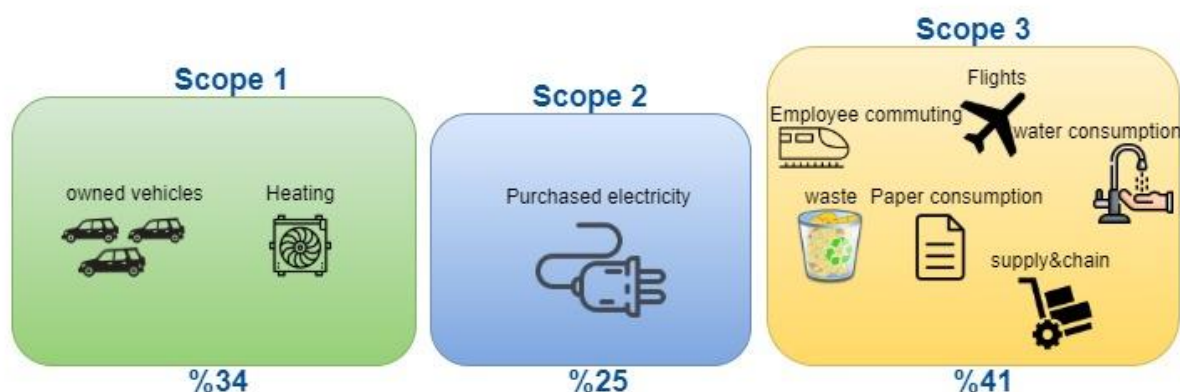 Scope 1
owned vehicles
Heating
%34
Scope 2
Purchased electricity
%25
Scope 3
Flights
Employee commuting
water consumption
waste
Paper consumption
supply&chain
%41